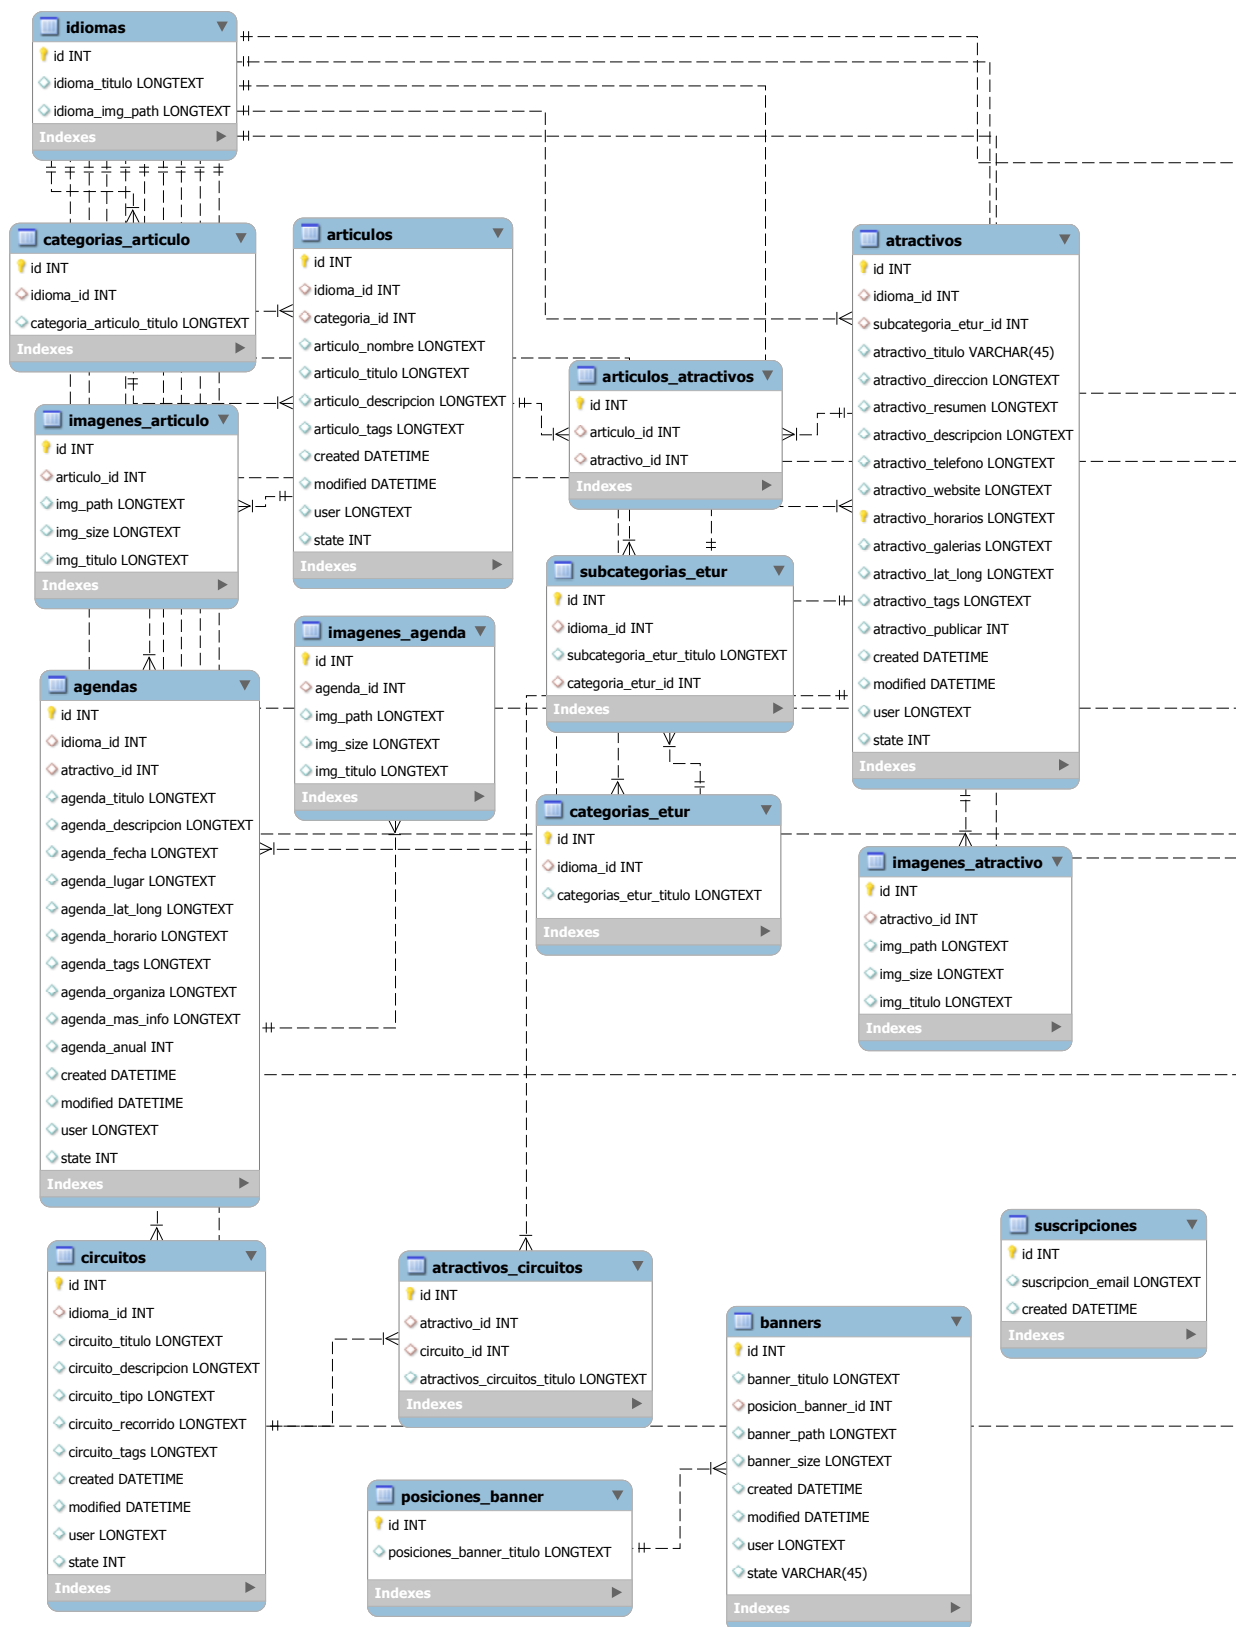 idiomas
id INT
idioma_titulo LONGTEXT
idioma_img_path LONGTEXT
Indexes
categorias_articulo
id INT
idioma_id INT
categoria_articulo_titulo LONGTEXT
Indexes
articulos
id INT
idioma_id INT
categoria_id INT
articulo_nombre LONGTEXT
articulo_titulo LONGTEXT
articulo_descripcion LONGTEXT
articulo_tags LONGTEXT
created DATETIME
modified DATETIME
user LONGTEXT
state INT
Indexes
atractivos
id INT
idioma_id INT
subcategoria_etur_id INT
atractivo_titulo VARCHAR(45)
atractivo_direccion LONGTEXT
atractivo_resumen LONGTEXT
atractivo_descripcion LONGTEXT
atractivo_telefono LONGTEXT
atractivo_website LONGTEXT
atractivo_horarios LONGTEXT
atractivo_galerias LONGTEXT
atractivo_lat_long LONGTEXT
atractivo_tags LONGTEXT
atractivo_publicar INT
created DATETIME
modified DATETIME
user LONGTEXT
state INT
Indexes
articulos_atractivos
id INT
articulo_id INT
atractivo_id INT
Indexes
imagenes_articulo
id INT
articulo_id INT
img_path LONGTEXT
img_size LONGTEXT
img_titulo LONGTEXT
Indexes
subcategorias_etur
id INT
idioma_id INT
subcategoria_etur_titulo LONGTEXT
categoria_etur_id INT
Indexes
imagenes_agenda
id INT
agenda_id INT
img_path LONGTEXT
img_size LONGTEXT
img_titulo LONGTEXT
Indexes
agendas
id INT
idioma_id INT
atractivo_id INT
agenda_titulo LONGTEXT
agenda_descripcion LONGTEXT
agenda_fecha LONGTEXT
agenda_lugar LONGTEXT
agenda_lat_long LONGTEXT
agenda_horario LONGTEXT
agenda_tags LONGTEXT
agenda_organiza LONGTEXT
agenda_mas_info LONGTEXT
agenda_anual INT
created DATETIME
modified DATETIME
user LONGTEXT
state INT
Indexes
categorias_etur
id INT
idioma_id INT
categorias_etur_titulo LONGTEXT
Indexes
imagenes_atractivo
id INT
atractivo_id INT
img_path LONGTEXT
img_size LONGTEXT
img_titulo LONGTEXT
Indexes
circuitos
id INT
idioma_id INT
circuito_titulo LONGTEXT
circuito_descripcion LONGTEXT
circuito_tipo LONGTEXT
circuito_recorrido LONGTEXT
circuito_tags LONGTEXT
created DATETIME
modified DATETIME
user LONGTEXT
state INT
Indexes
atractivos_circuitos
id INT
atractivo_id INT
circuito_id INT
atractivos_circuitos_titulo LONGTEXT
Indexes
suscripciones
id INT
suscripcion_email LONGTEXT
created DATETIME
Indexes
banners
id INT
banner_titulo LONGTEXT
posicion_banner_id INT
banner_path LONGTEXT
banner_size LONGTEXT
created DATETIME
modified DATETIME
user LONGTEXT
state VARCHAR(45)
Indexes
posiciones_banner
id INT
posiciones_banner_titulo LONGTEXT
Indexes